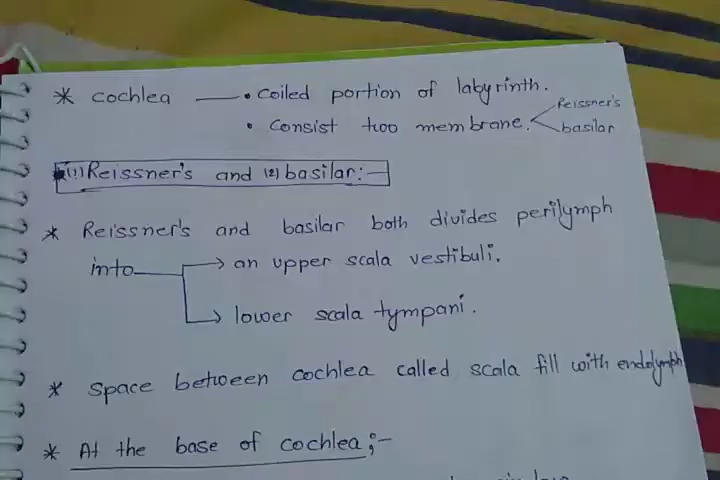 * cochlea — • coiled portion of labyrinth.
• consist two membrane. < Reissner's
basilar
(1) Reissner's and (2) basilar:-
* Reissner's and basilar both divides perilymph
into → an upper scala vestibuli.
→ lower scala tympani.
* space between cochlea called scala fill with endolymph
* At the base of cochlea;-